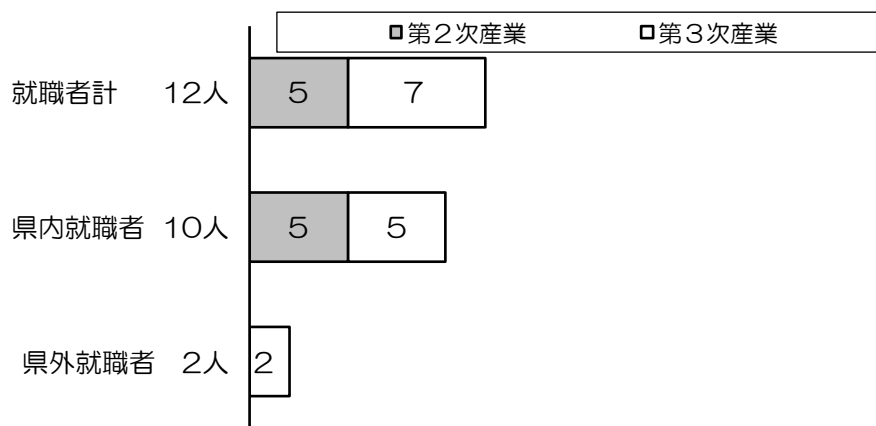 ■第２次産業 □第３次産業
就職者計 １２人 ５ ７
県内就職者 １０人 ５ ５
県外就職者 ２人 ２